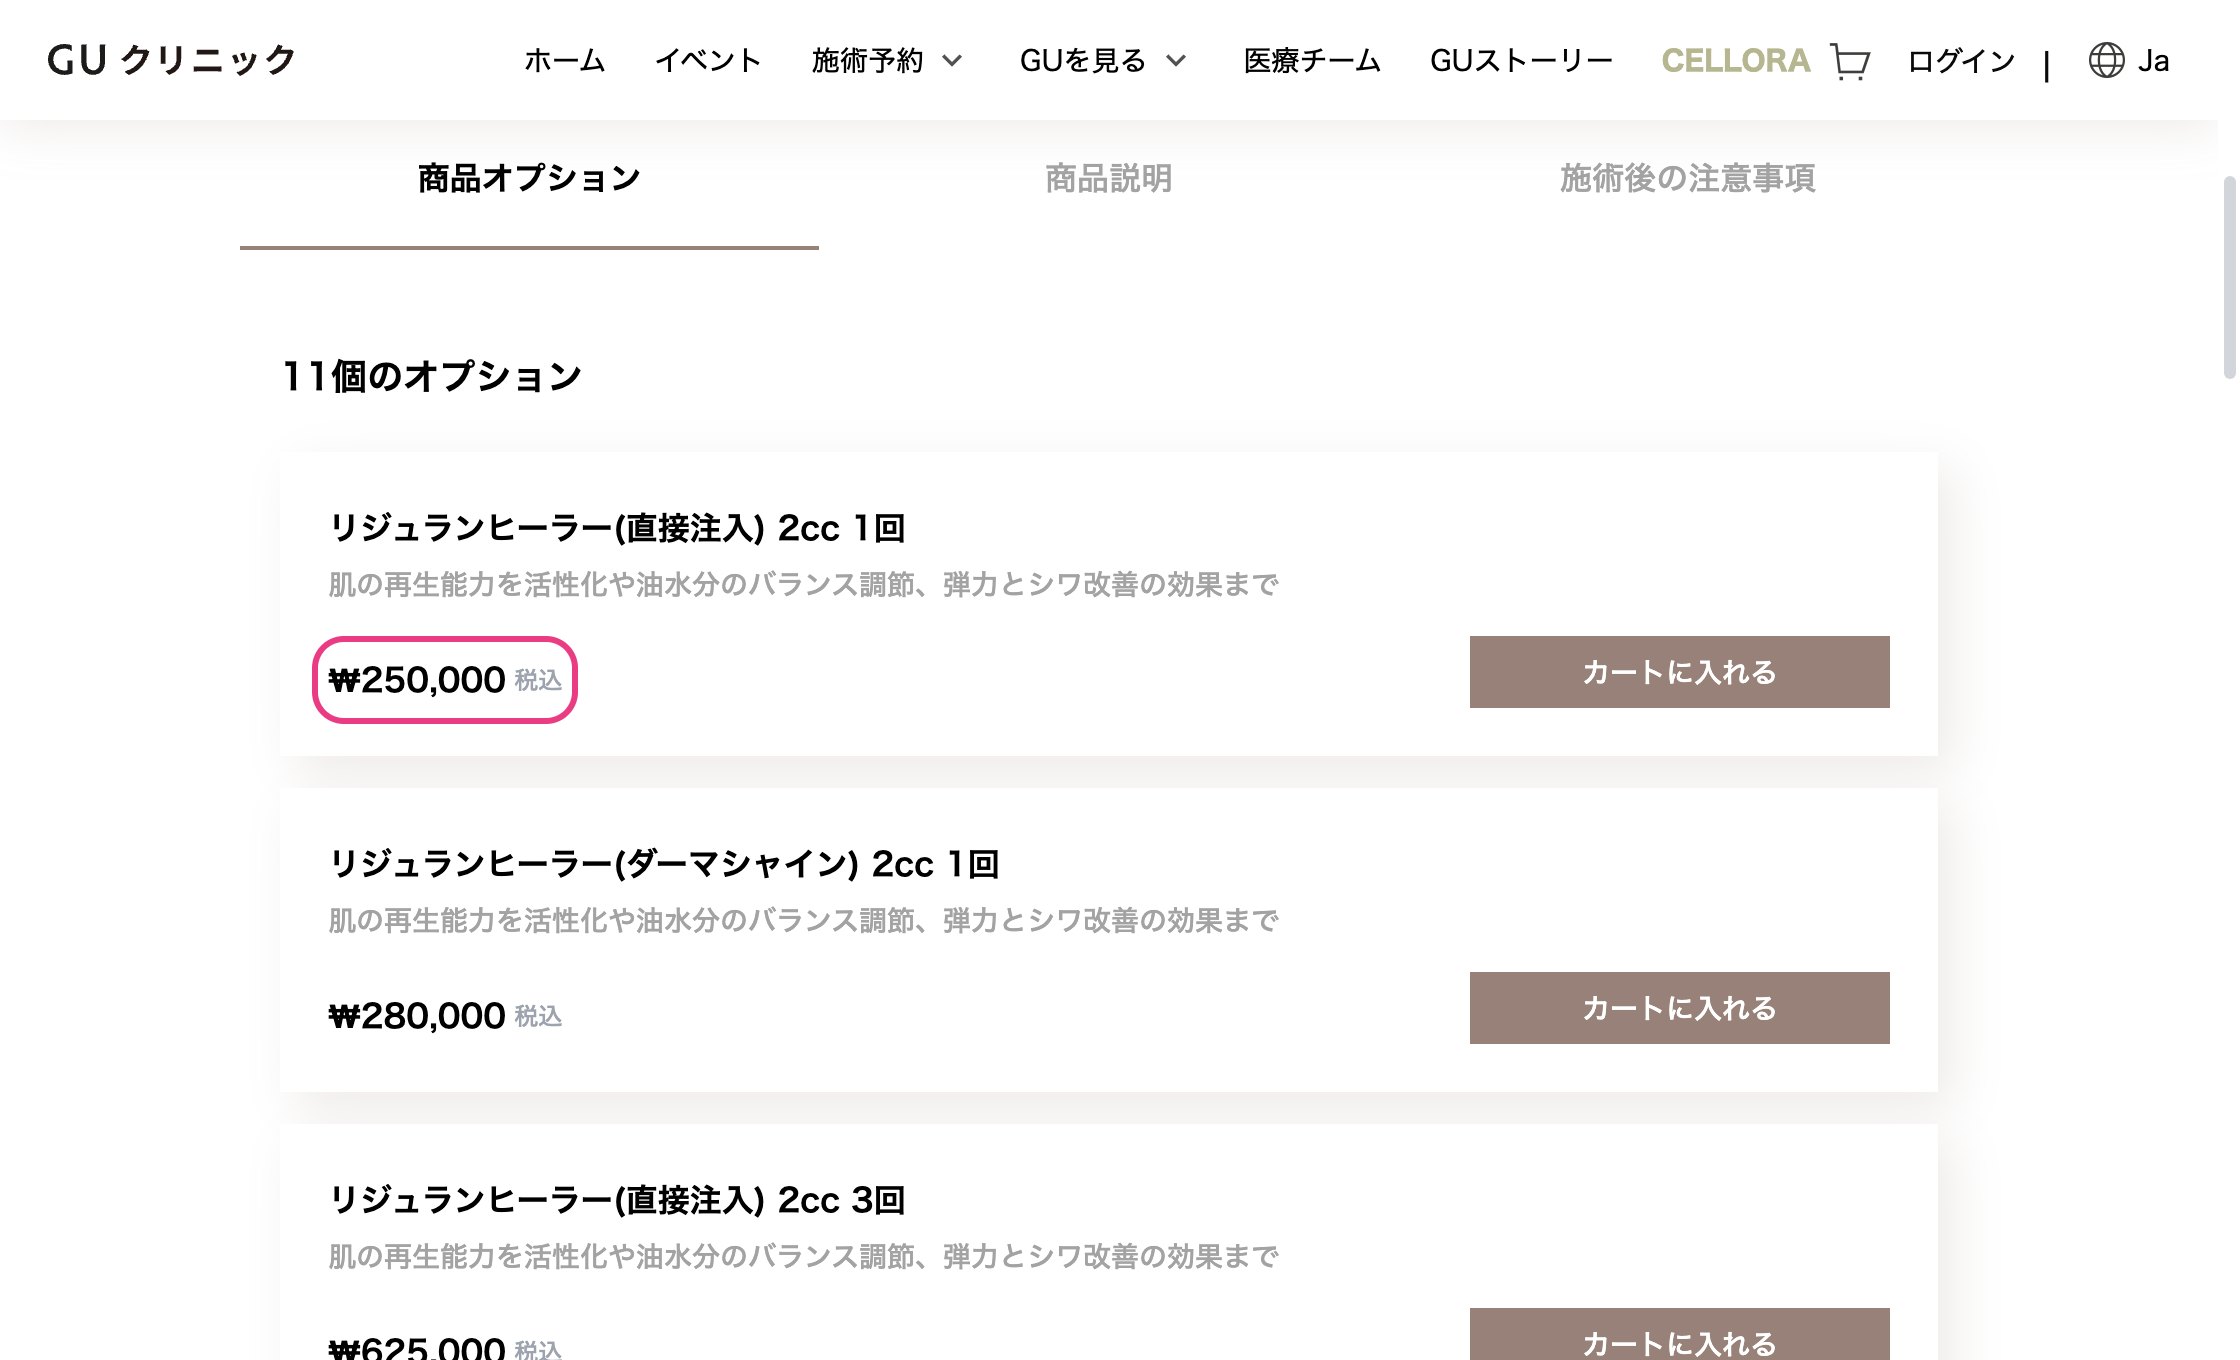 GU クリニック
ホーム イベント 施術予約 GUを見る 医療チーム GUストーリー CELLORA ログイン | Ja
商品オプション 商品説明 施術後の注意事項
11個のオプション
リジュランヒーラー(直接注入) 2cc 1回
肌の再生能力を活性化や油水分のバランス調節、弾力とシワ改善の効果まで
₩250,000 税込 カートに入れる
リジュランヒーラー(ダーマシャイン) 2cc 1回
肌の再生能力を活性化や油水分のバランス調節、弾力とシワ改善の効果まで
₩280,000 税込 カートに入れる
リジュランヒーラー(直接注入) 2cc 3回
肌の再生能力を活性化や油水分のバランス調節、弾力とシワ改善の効果まで
₩625,000 税込 カートに入れる